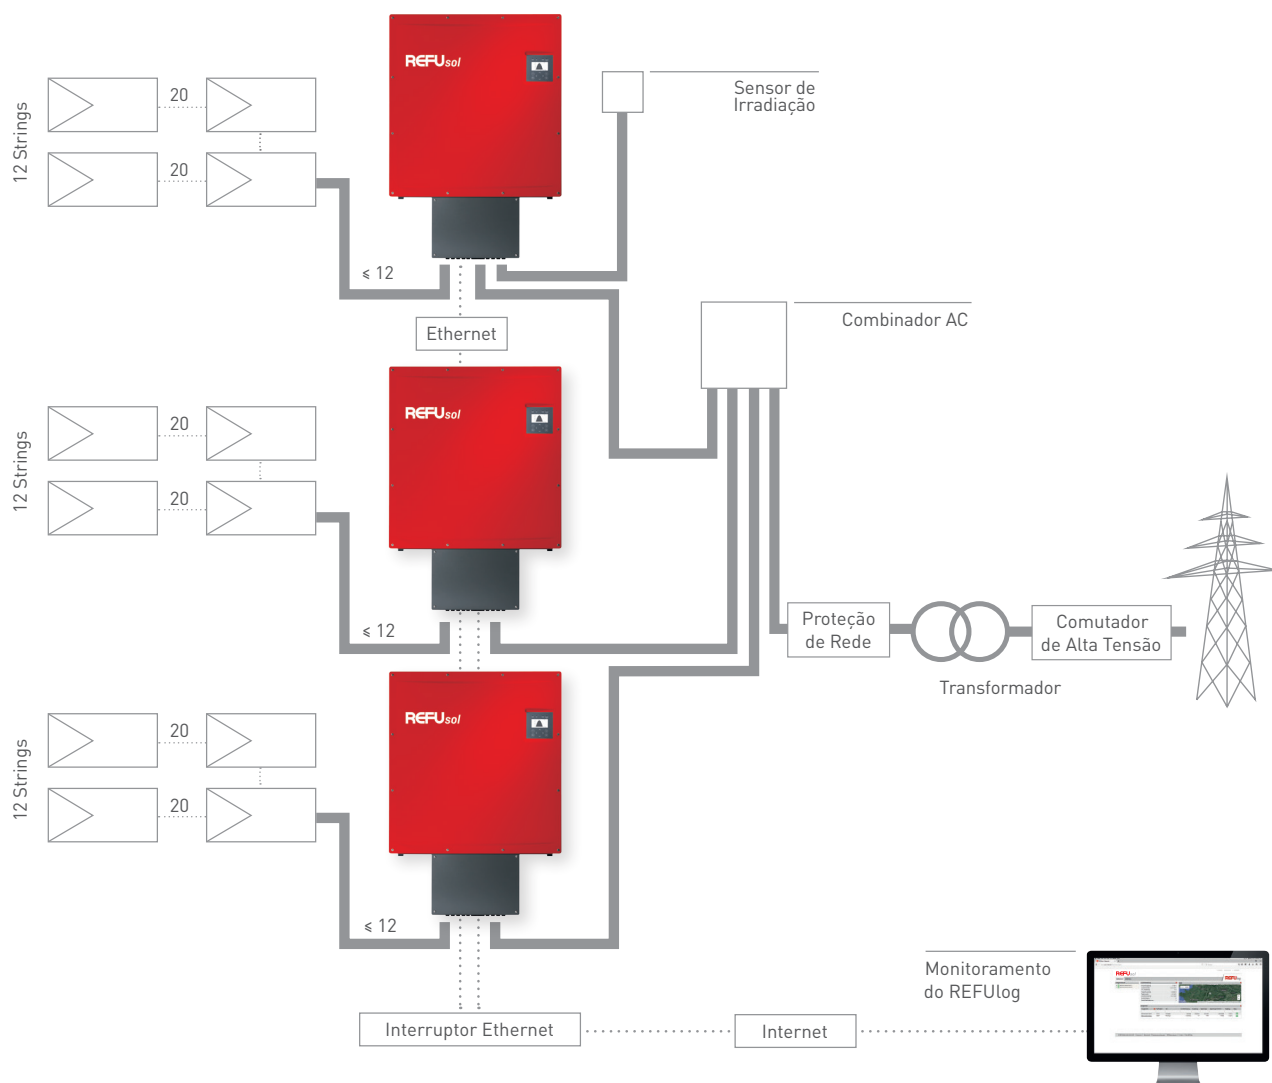 12 Strings
20
20
REFUsol
≤ 12
Sensor de
Irradiação
Ethernet
Combinador AC
12 Strings
20
20
REFUsol
≤ 12
Proteção
de Rede
Transformador
Comutador
de Alta Tensão
12 Strings
20
20
REFUsol
≤ 12
Interruptor Ethernet
Internet
Monitoramento
do REFUlog
REFUsol